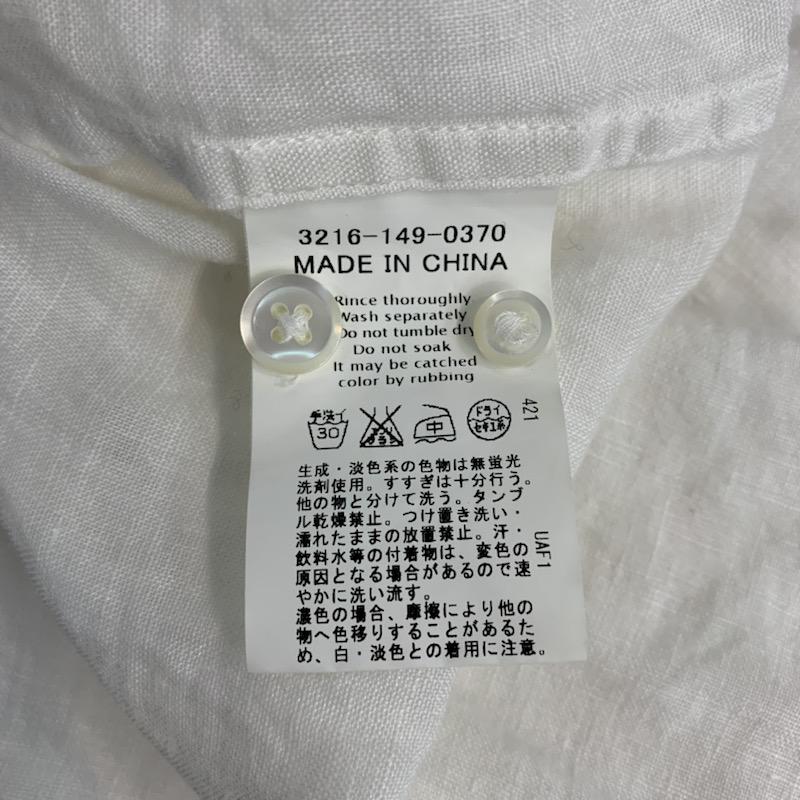 3216-149-0370
MADE IN CHINA
Rince thoroughly
Wash separately
Do not tumble dry
Do not soak
It may be catched
color by rubbing
421
手洗イ
30
中
ドライ
セキユ系
生成・淡色系の色物は無蛍光
洗剤使用。すすぎは十分行う。
他の物と分けて洗う。タンブ
ル乾燥禁止。つけ置き洗い・
濡れたままの放置禁止。汗・
飲料水等の付着物は、変色の
原因となる場合があるので速
やかに洗い流す。
濃色の場合、摩擦により他の
物へ色移りすることがあるた
め、白・淡色との着用に注意。
UAF1